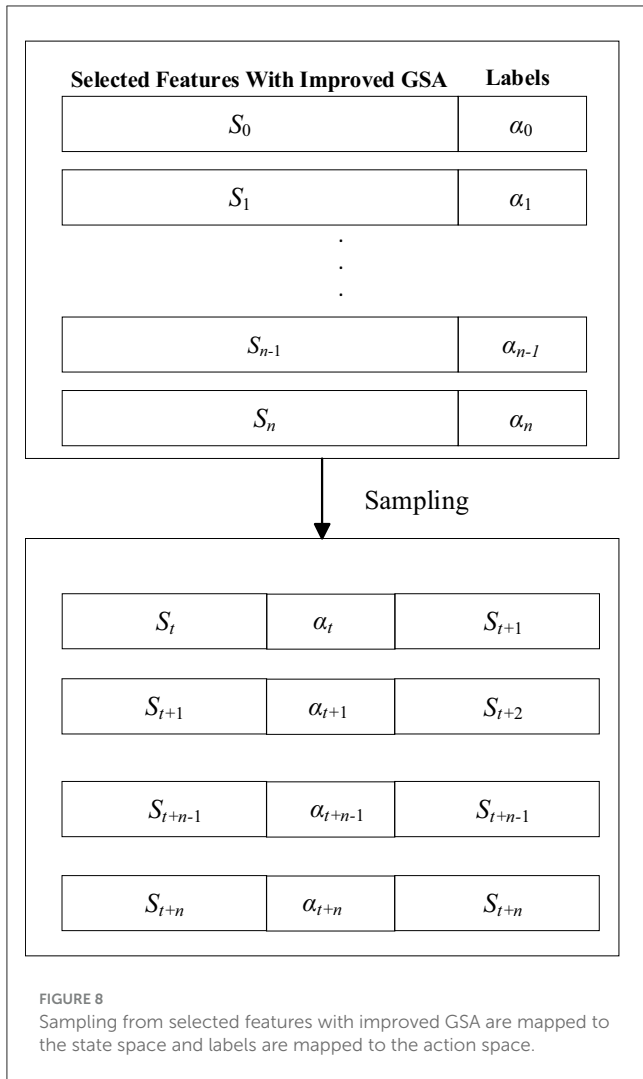 Selected Features With Improved GSA Labels
S₀ α₀
S₁ α₁
.
.
.
Sₙ₋₁ αₙ₋₁
Sₙ αₙ
Sampling
Sₜ αₜ Sₜ₊₁
Sₜ₊₁ αₜ₊₁ Sₜ₊₂
Sₜ₊ₙ₋₁ αₜ₊ₙ₋₁ Sₜ₊ₙ₋₁
Sₜ₊ₙ αₜ₊ₙ Sₜ₊ₙ
FIGURE 8
Sampling from selected features with improved GSA are mapped to
the state space and labels are mapped to the action space.